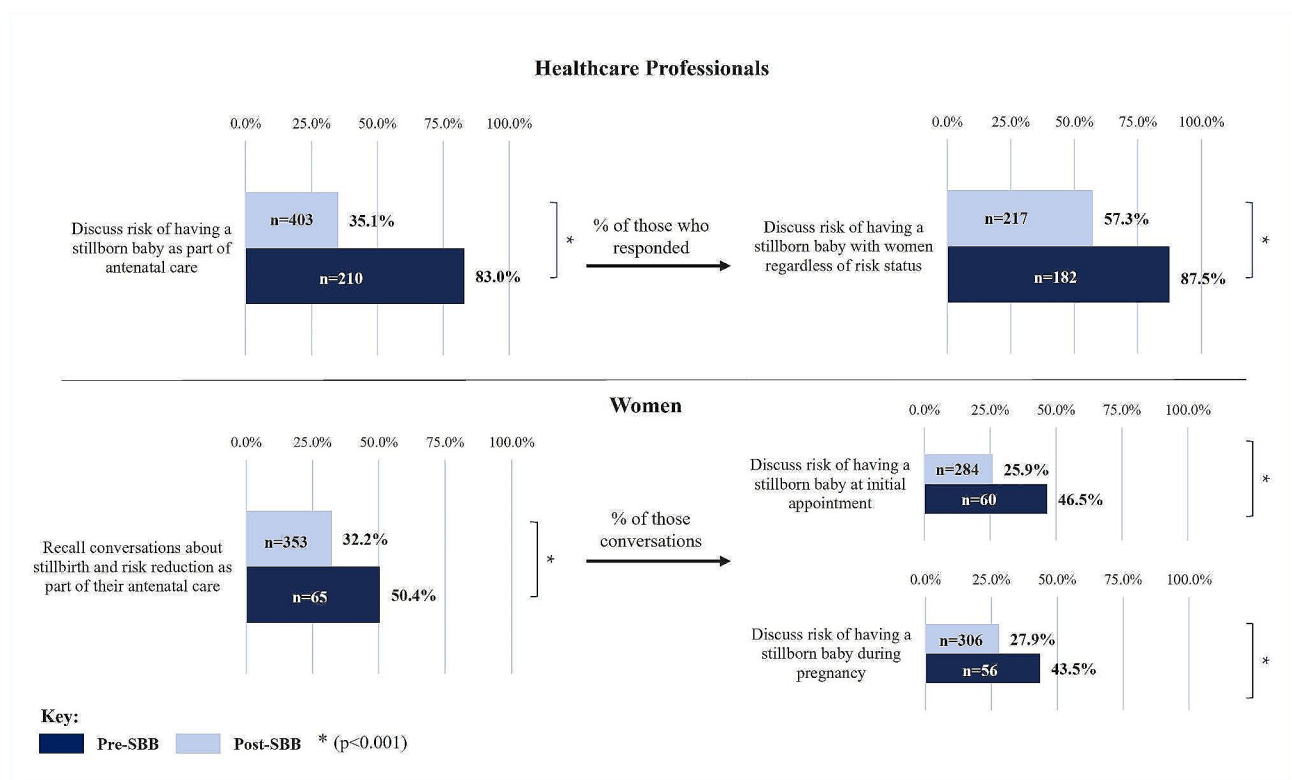 Healthcare Professionals
0.0% 25.0% 50.0% 75.0% 100.0%
Discuss risk of having a
stillborn baby as part of
antenatal care
n=403 35.1%
n=210 83.0%
*
% of those who
responded
0.0% 25.0% 50.0% 75.0% 100.0%
Discuss risk of having a
stillborn baby with women
regardless of risk status
n=217 57.3%
n=182 87.5%
*
Women
0.0% 25.0% 50.0% 75.0% 100.0%
Recall conversations about
stillbirth and risk reduction as
part of their antenatal care
n=353 32.2%
n=65 50.4%
*
% of those
conversations
0.0% 25.0% 50.0% 75.0% 100.0%
Discuss risk of having a
stillborn baby at initial
appointment
n=284 25.9%
n=60 46.5%
*
0.0% 25.0% 50.0% 75.0% 100.0%
Discuss risk of having a
stillborn baby during
pregnancy
n=306 27.9%
n=56 43.5%
*
Key:
Pre-SBB Post-SBB * (p<0.001)